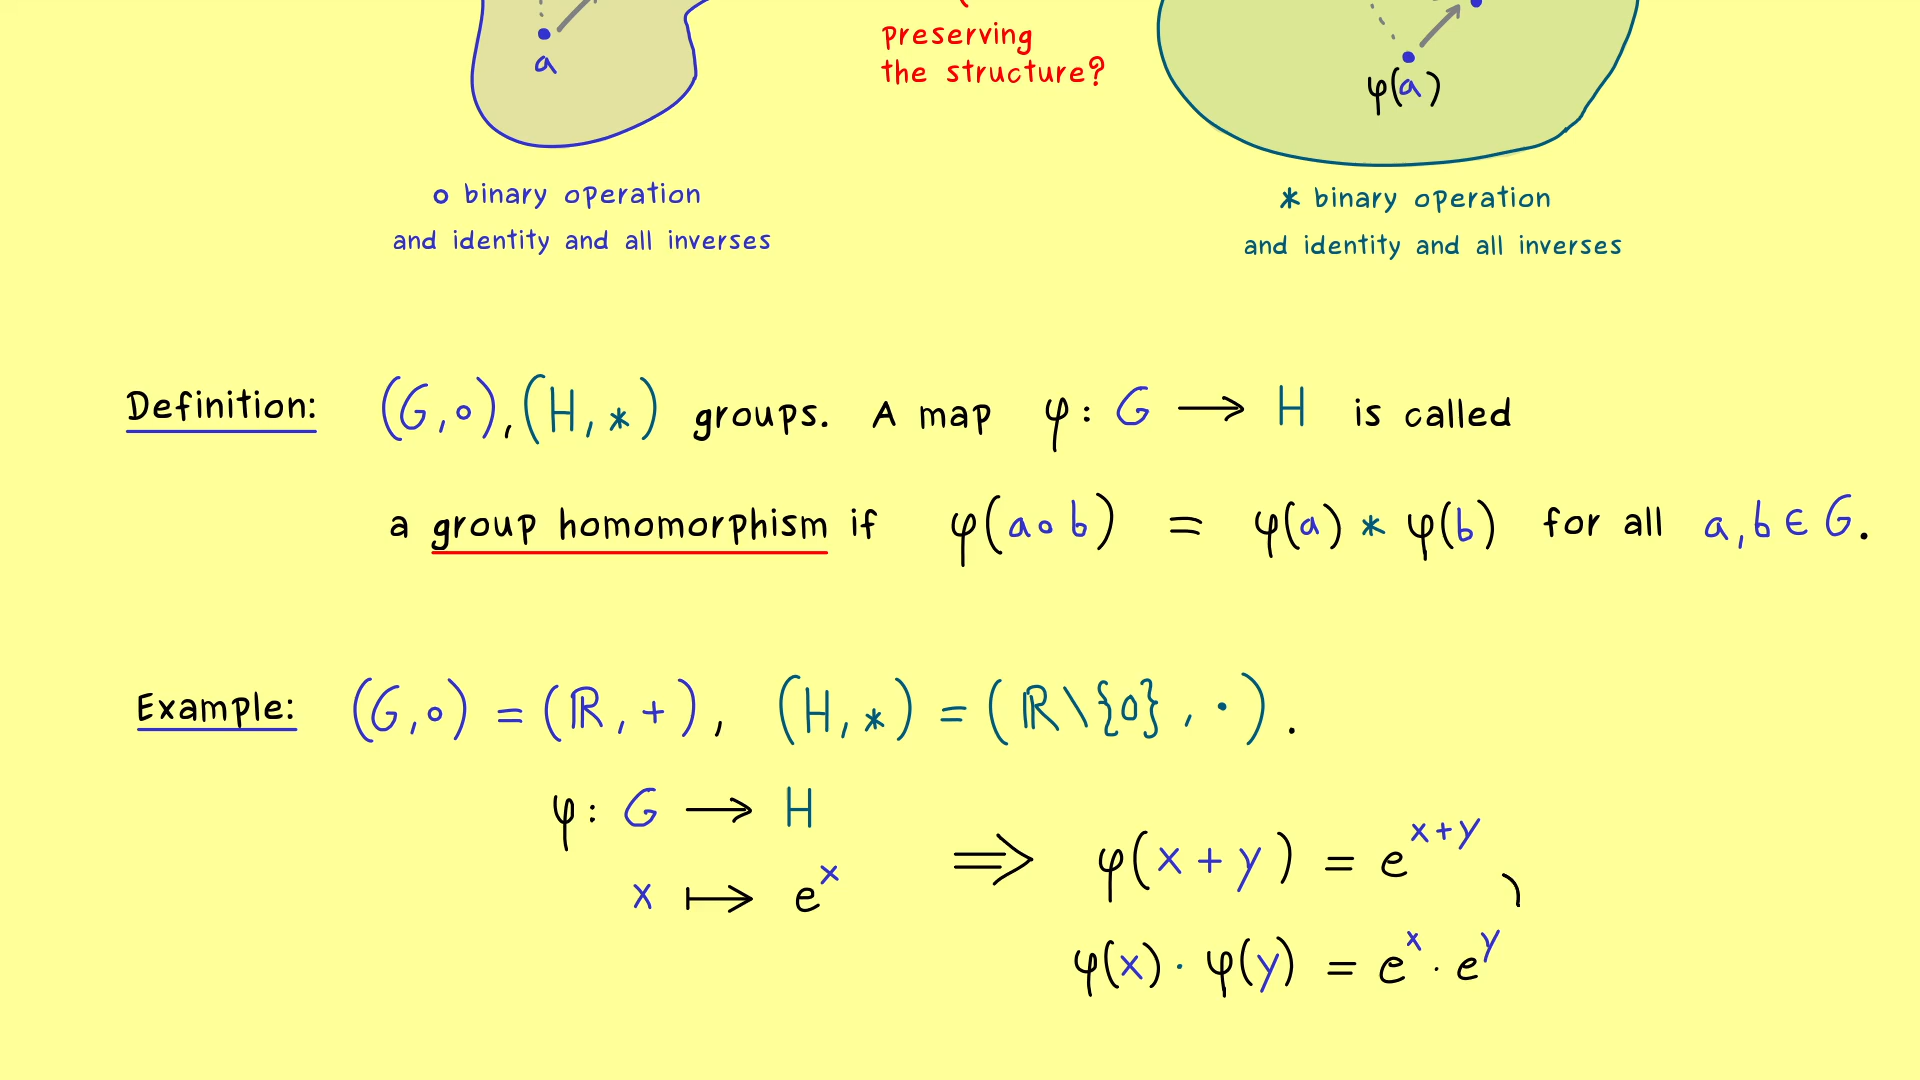 preserving
the structure?
a
φ(a)
∘ binary operation
and identity and all inverses
* binary operation
and identity and all inverses
Definition: (G,∘),(H,*) groups. A map φ: G ⟶ H is called
a group homomorphism if φ(a∘b) = φ(a) * φ(b) for all a,b ∈ G.
Example: (G,∘) = (ℝ,+), (H,*) = (ℝ\{0},·).
φ: G ⟶ H
x ⟼ e^x
⟹ φ(x+y) = e^{x+y}
φ(x)·φ(y) = e^x · e^y